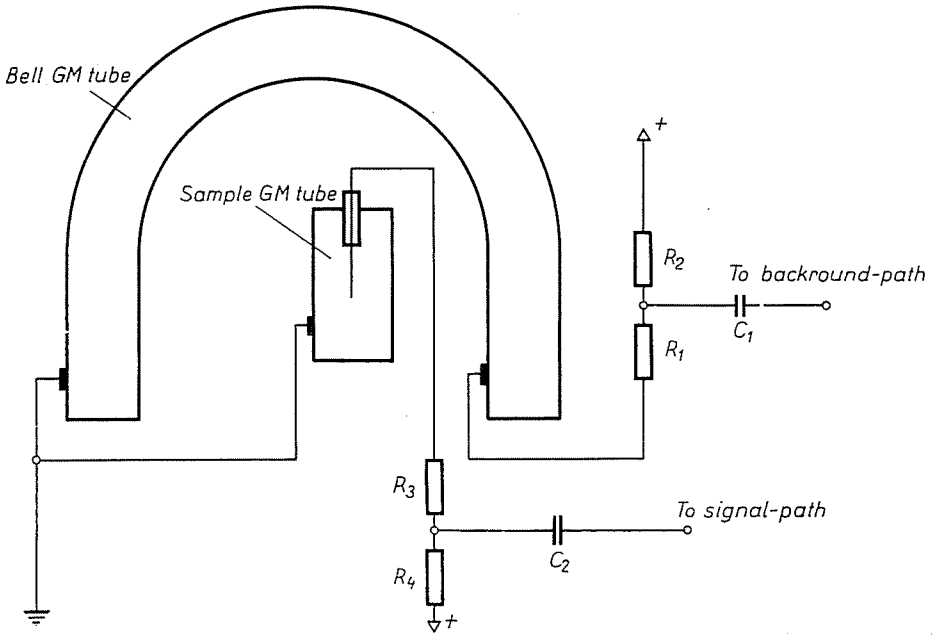 Bell GM tube
Sample GM tube
+
R2
To backround-path
C1
R1
R3
To signal-path
C2
R4
+